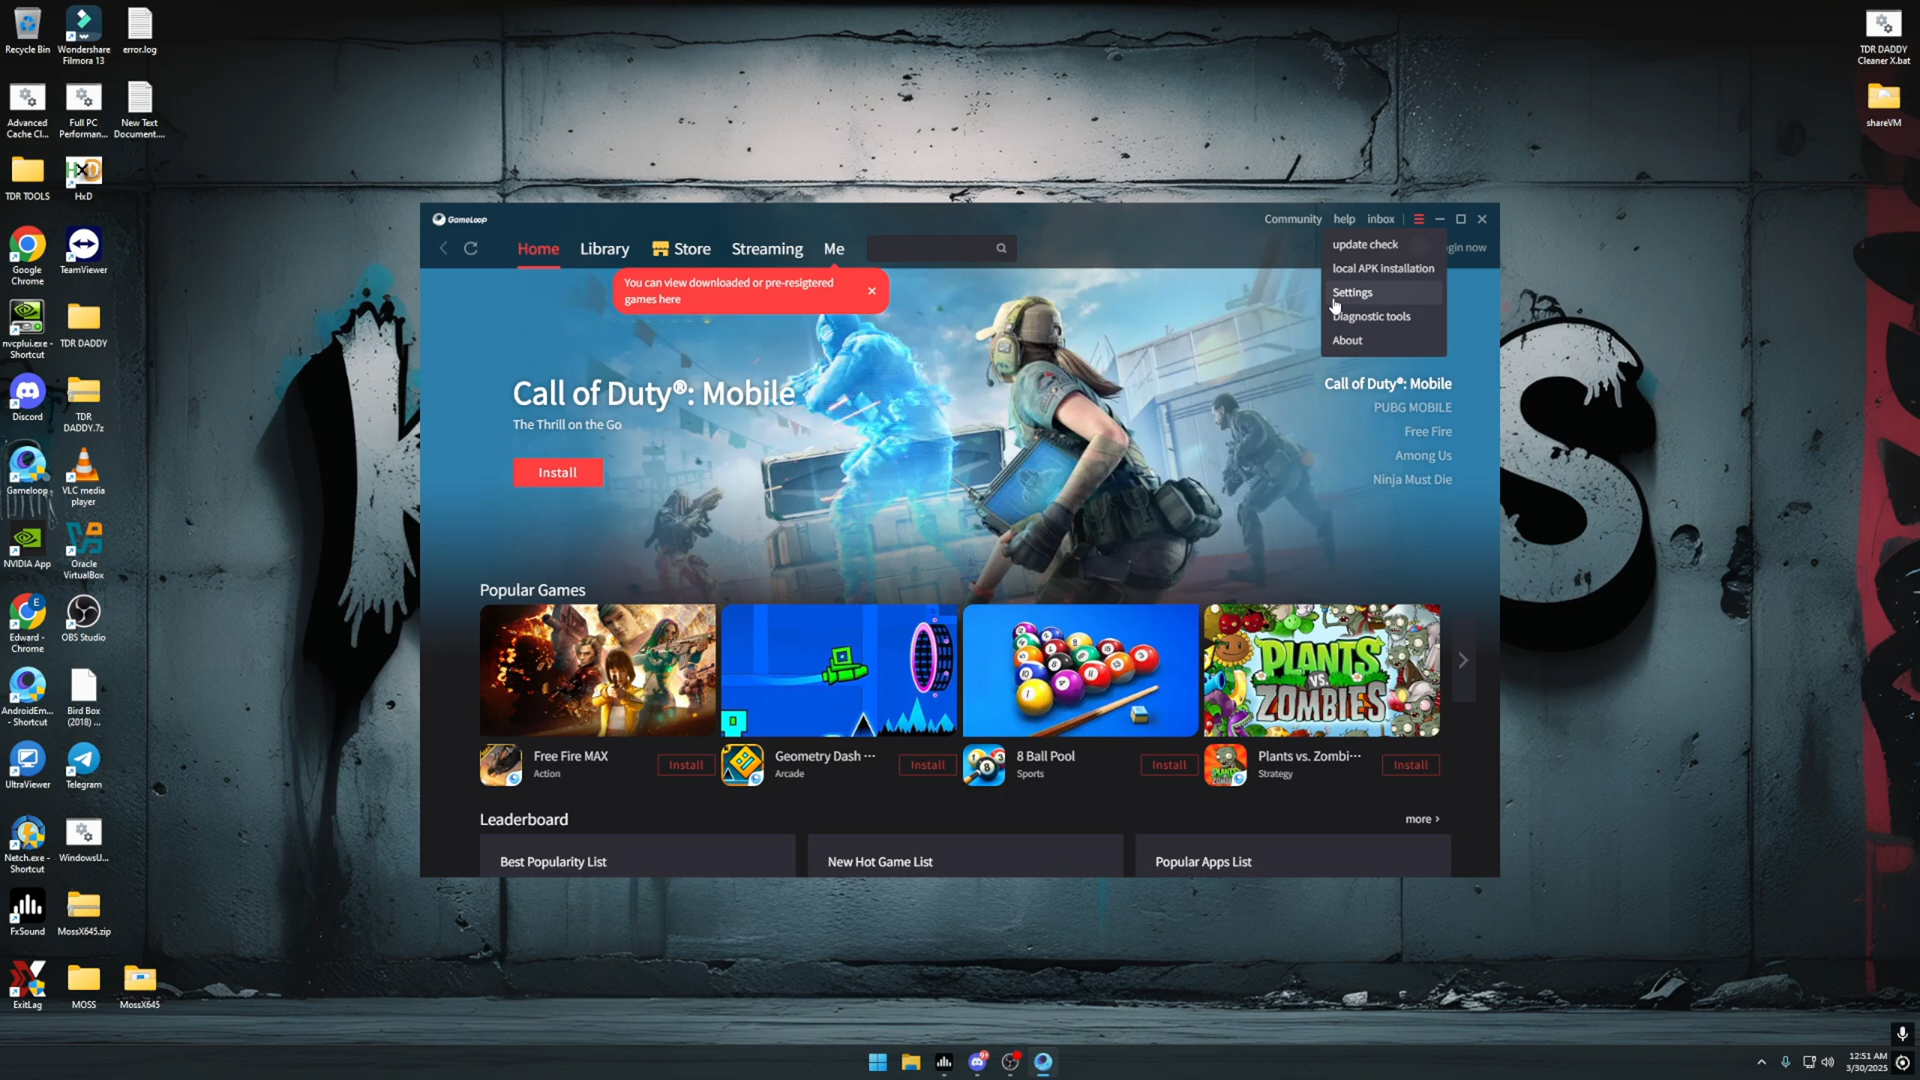 Recycle Bin
Wondershare
Filmora 13
error.log
Advanced
Cache Cl...
Full PC
Performan...
New Text
Document....
TDR TOOLS
HxD
HxD
Google
Chrome
TeamViewer
nvcplui.exe -
Shortcut
TDR DADDY
Discord
TDR
DADDY.7z
Gameloop
VLC media
player
NVIDIA App
Oracle
VirtualBox
Edward -
Chrome
OBS Studio
AndroidEm...
- Shortcut
Bird Box
(2018) ...
UltraViewer
Telegram
Netch.exe -
Shortcut
WindowsU...
FxSound
MossX645.zip
ExitLag
MOSS
MossX645
TDR DADDY
Cleaner X.bat
shareVM
GameLoop
Community
help
inbox
Home
Library
Store
Streaming
Me
gin now
update check
local APK installation
Settings
Diagnostic tools
About
You can view downloaded or pre-resigtered
games here
Call of Duty®: Mobile
The Thrill on the Go
Install
Call of Duty®: Mobile
PUBG MOBILE
Free Fire
Among Us
Ninja Must Die
Popular Games
PLANTS
VS.
ZOMBIES
Free Fire MAX
Action
Install
Geometry Dash ···
Arcade
Install
8 Ball Pool
Sports
Install
Plants vs. Zombi···
Strategy
Install
Leaderboard
more >
Best Popularity List
New Hot Game List
Popular Apps List
12:51 AM
3/30/2025